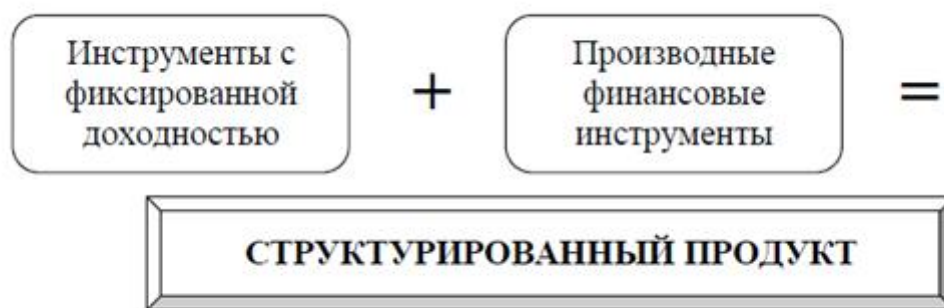 Инструменты с
фиксированной
доходностью
+
Производные
финансовые
инструменты
=
СТРУКТУРИРОВАННЫЙ ПРОДУКТ